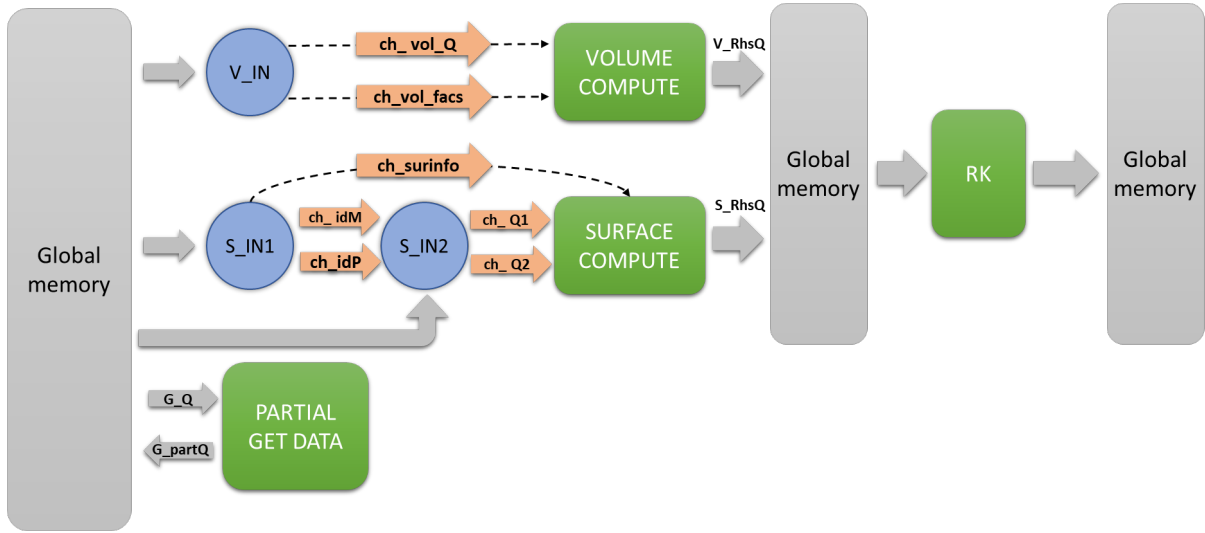 Global
memory
V_IN
ch_ vol_Q
ch_vol_facs
VOLUME
COMPUTE
V_RhsQ
ch_surinfo
S_IN1
ch_ idM
ch_idP
S_IN2
ch_ Q1
ch_ Q2
SURFACE
COMPUTE
S_RhsQ
G_Q
G_partQ
PARTIAL
GET DATA
Global
memory
RK
Global
memory